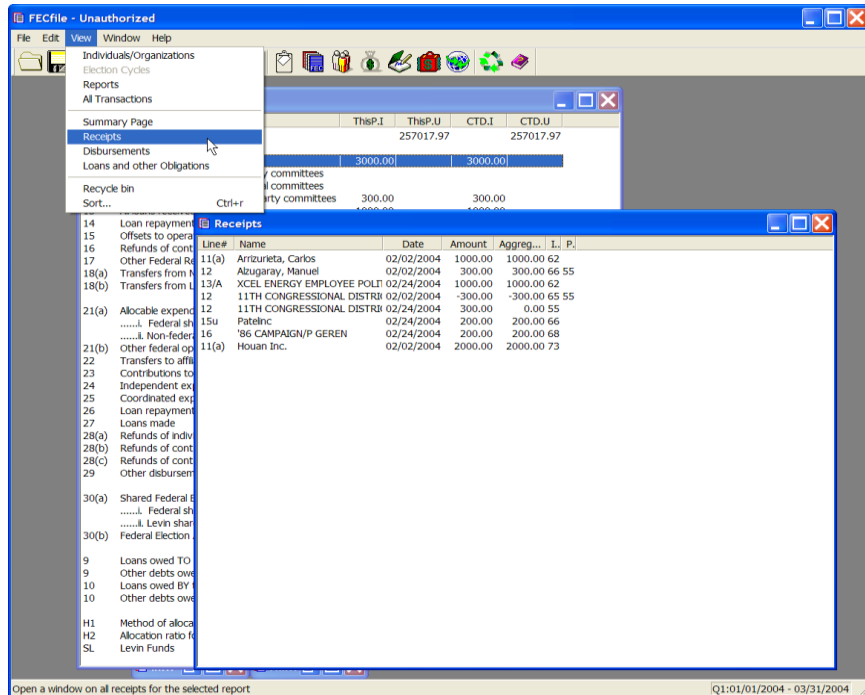 FECfile - Unauthorized
File Edit View Window Help
Individuals/Organizations
Election Cycles
Reports
All Transactions
Summary Page
Receipts
Disbursements
Loans and other Obligations
Recycle bin
Sort... Ctrl+r
ThisP.I ThisP.U CTD.I CTD.U
257017.97 257017.97
3000.00 3000.00
committees
committees
arty committees 300.00 300.00
14 Loan repayment
15 Offsets to opera
16 Refunds of cont
17 Other Federal Re
18(a) Transfers from N
18(b) Transfers from L
21(a) Allocable expend
......i. Federal sh
......ii. Non-federa
21(b) Other federal op
22 Transfers to affili
23 Contributions to
24 Independent exp
25 Coordinated exp
26 Loan repayment
27 Loans made
28(a) Refunds of indiv
28(b) Refunds of cont
28(c) Refunds of cont
29 Other disbursem
30(a) Shared Federal E
......i. Federal sh
......ii. Levin shar
30(b) Federal Election
9 Loans owed TO
9 Other debts owe
10 Loans owed BY
10 Other debts owe
H1 Method of alloca
H2 Allocation ratio fo
SL Levin Funds
Receipts
Line# Name Date Amount Aggreg... I.. P.
11(a) Arrizurieta, Carlos 02/02/2004 1000.00 1000.00 62
12 Alzugaray, Manuel 02/02/2004 300.00 300.00 66 55
13/A XCEL ENERGY EMPLOYEE POLIT 02/24/2004 1000.00 1000.00 62
12 11TH CONGRESSIONAL DISTRI 02/02/2004 -300.00 -300.00 65 55
12 11TH CONGRESSIONAL DISTRI 02/24/2004 300.00 0.00 55
15u PateInc 02/24/2004 200.00 200.00 66
16 '86 CAMPAIGN/P GEREN 02/24/2004 200.00 200.00 68
11(a) Houan Inc. 02/02/2004 2000.00 2000.00 73
Open a window on all receipts for the selected report
Q1:01/01/2004 - 03/31/2004